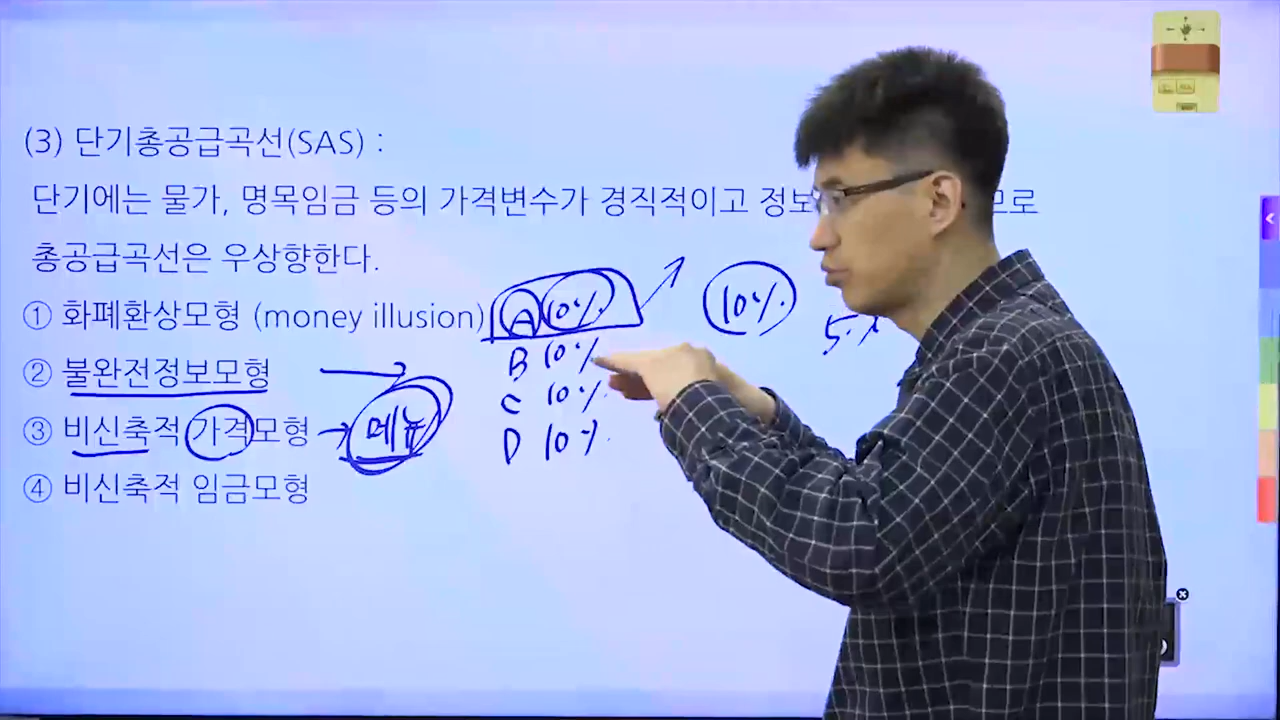 (3) 단기총공급곡선(SAS) :
단기에는 물가, 명목임금 등의 가격변수가 경직적이고 정보
총공급곡선은 우상향한다.
① 화폐환상모형 (money illusion) A 10% 10%
② 불완전정보모형 B 10%
③ 비신축적 가격모형 → 메뉴 C 10%
D 10%
④ 비신축적 임금모형